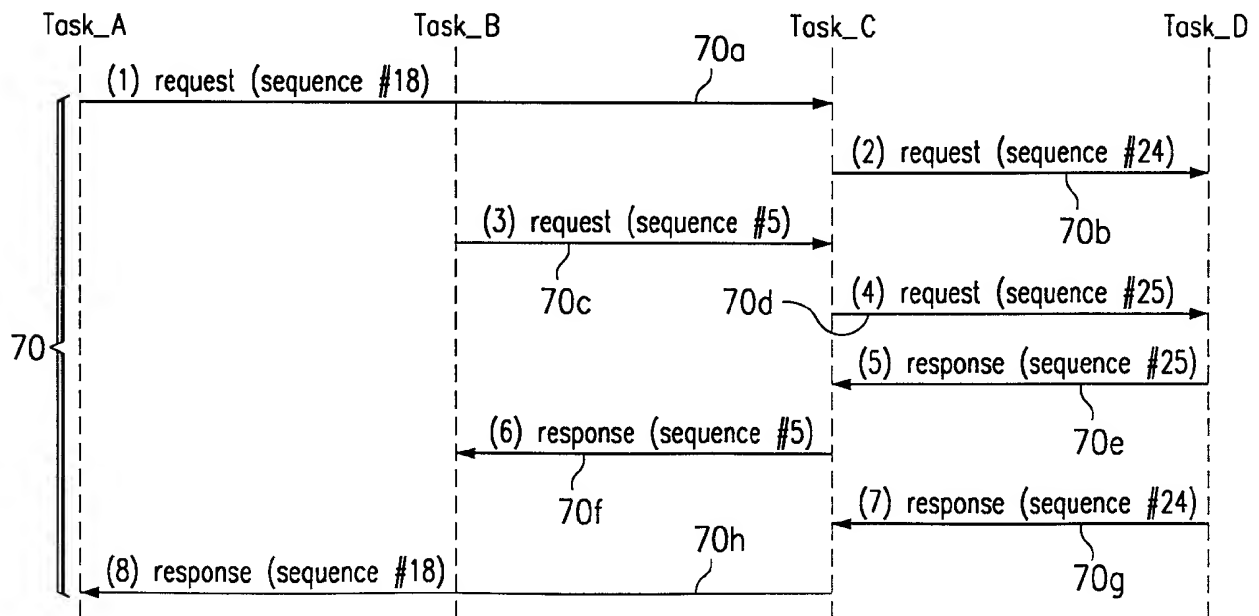 Task_A Task_B Task_C Task_D
(1) request (sequence #18)
70a
(2) request (sequence #24)
70b
(3) request (sequence #5)
70c
70d
(4) request (sequence #25)
70
(5) response (sequence #25)
70e
(6) response (sequence #5)
70f
(7) response (sequence #24)
70g
70h
(8) response (sequence #18)